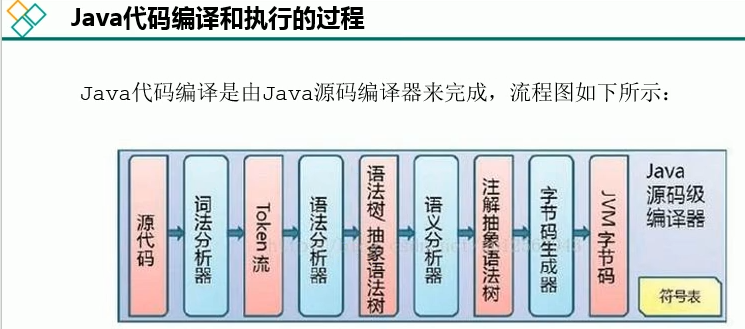 Java代码编译和执行的过程
Java代码编译是由Java源码编译器来完成，流程图如下所示：
源代码
词法分析器
Token流
语法分析器
语法树/抽象语法树
语义分析器
注解抽象语法树
字节码生成器
JVM字节码
Java
源码级
编译器
符号表